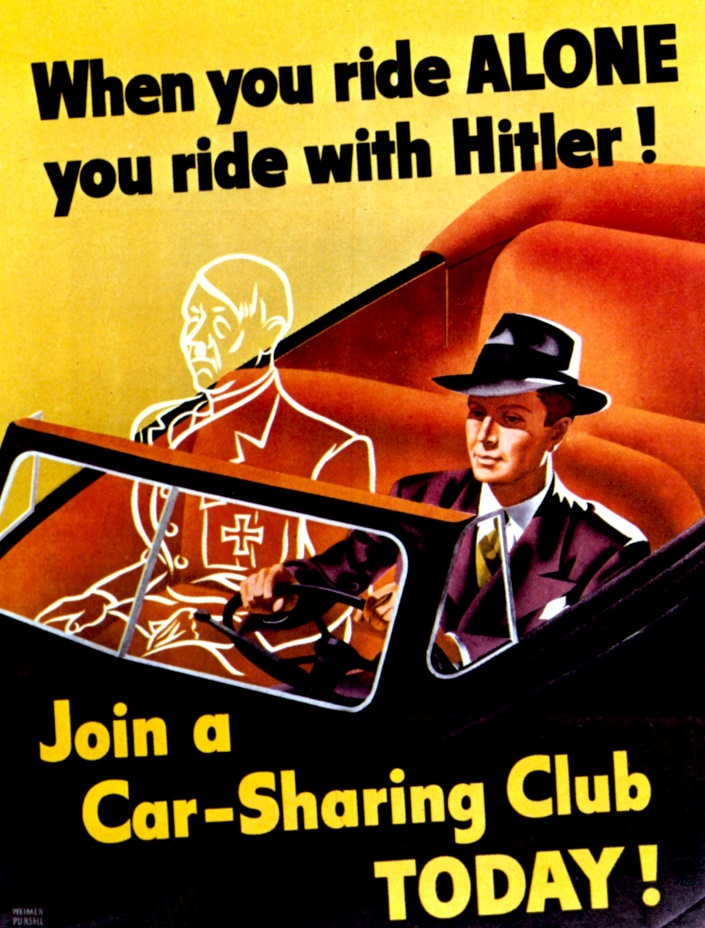 When you ride ALONE
you ride with Hitler!
Join a
Car-Sharing Club
TODAY!
WEIMER
PURSELL